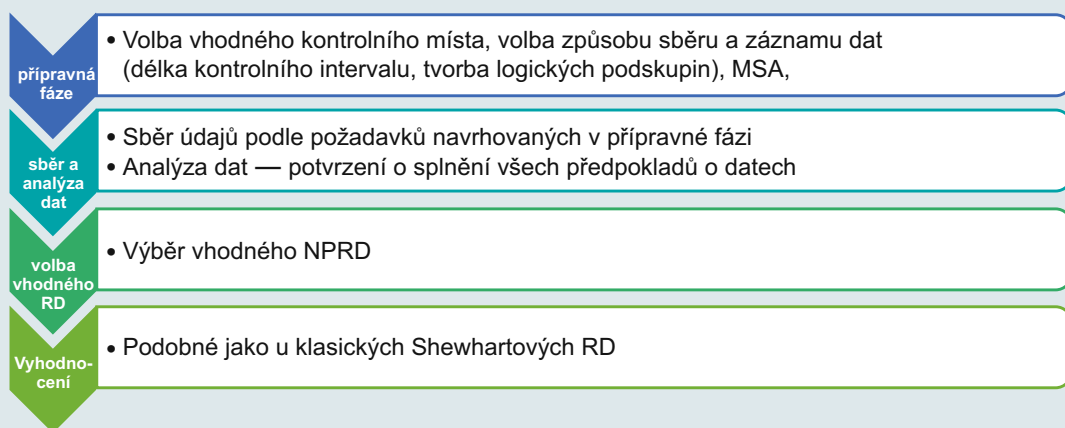 přípravná
fáze
• Volba vhodného kontrolního místa, volba způsobu sběru a záznamu dat
(délka kontrolního intervalu, tvorba logických podskupin), MSA,
sběr a
analýza
dat
• Sběr údajů podle požadavků navrhovaných v přípravné fázi
• Analýza dat — potvrzení o splnění všech předpokladů o datech
volba
vhodného
RD
• Výběr vhodného NPRD
Vyhodno-
cení
• Podobné jako u klasických Shewhartových RD